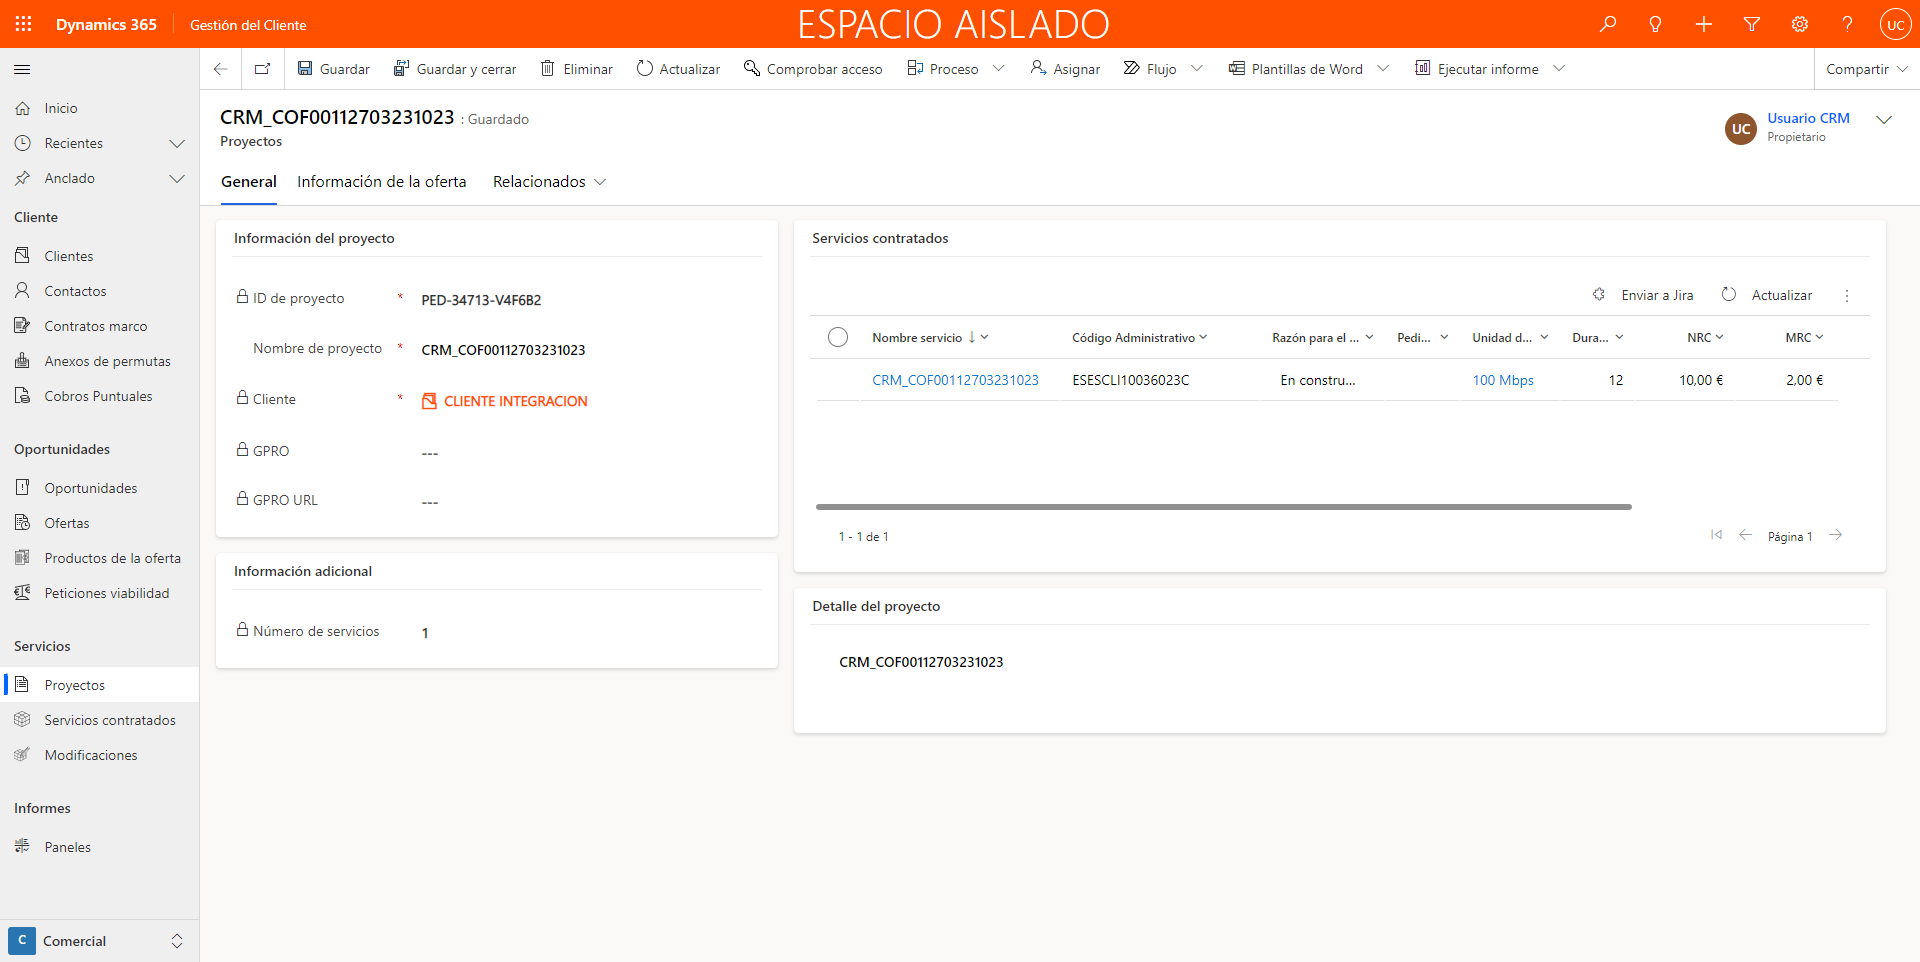 Dynamics 365
Gestión del Cliente
ESPACIO AISLADO
UC
Guardar
Guardar y cerrar
Eliminar
Actualizar
Comprobar acceso
Proceso
Asignar
Flujo
Plantillas de Word
Ejecutar informe
Compartir
Inicio
Recientes
Anclado
Cliente
Clientes
Contactos
Contratos marco
Anexos de permutas
Cobros Puntuales
Oportunidades
Oportunidades
Ofertas
Productos de la oferta
Peticiones viabilidad
Servicios
Proyectos
Servicios contratados
Modificaciones
Informes
Paneles
C Comercial
CRM_COF00112703231023 : Guardado
Proyectos
UC
Usuario CRM
Propietario
General
Información de la oferta
Relacionados
Información del proyecto
ID de proyecto * PED-34713-V4F6B2
Nombre de proyecto * CRM_COF00112703231023
Cliente * CLIENTE INTEGRACION
GPRO ---
GPRO URL ---
Información adicional
Número de servicios 1
Servicios contratados
Enviar a Jira
Actualizar
Nombre servicio Código Administrativo Razón para el ... Pedi... Unidad d... Dura... NRC MRC
CRM_COF00112703231023 ESESCLI10036023C En constru... 100 Mbps 12 10,00 € 2,00 €
1 - 1 de 1
Página 1
Detalle del proyecto
CRM_COF00112703231023